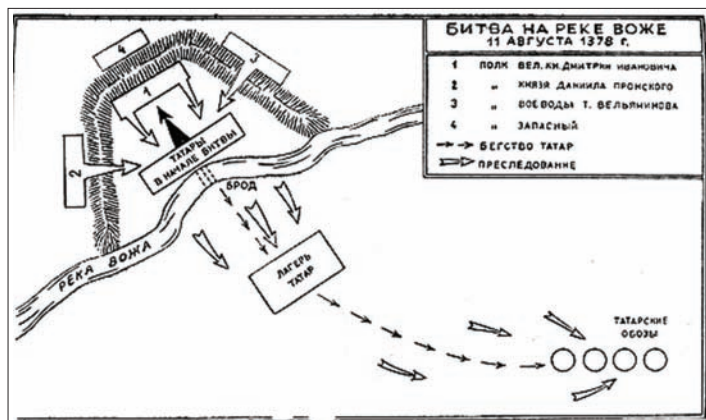 БИТВА НА РЕКЕ ВОЖЕ
11 АВГУСТА 1378 г.
1 ПОЛК ВЕЛ. КН. ДМИТРИЯ ИВАНОВИЧА
2 „ КНЯЗЯ ДАНИИЛА ПРОНСКОГО
3 „ ВОЕВОДЫ Т. ВЕЛЬЯМИНОВА
4 „ ЗАПАСНЫЙ
БЕГСТВО ТАТАР
ПРЕСЛЕДОВАНИЕ
4
3
1
2
ТАТАРЫ
В НАЧАЛЕ БИТВЫ
БРОД
РЕКА ВОЖА
ЛАГЕРЬ
ТАТАР
ТАТАРСКИЕ
ОБОЗЫ